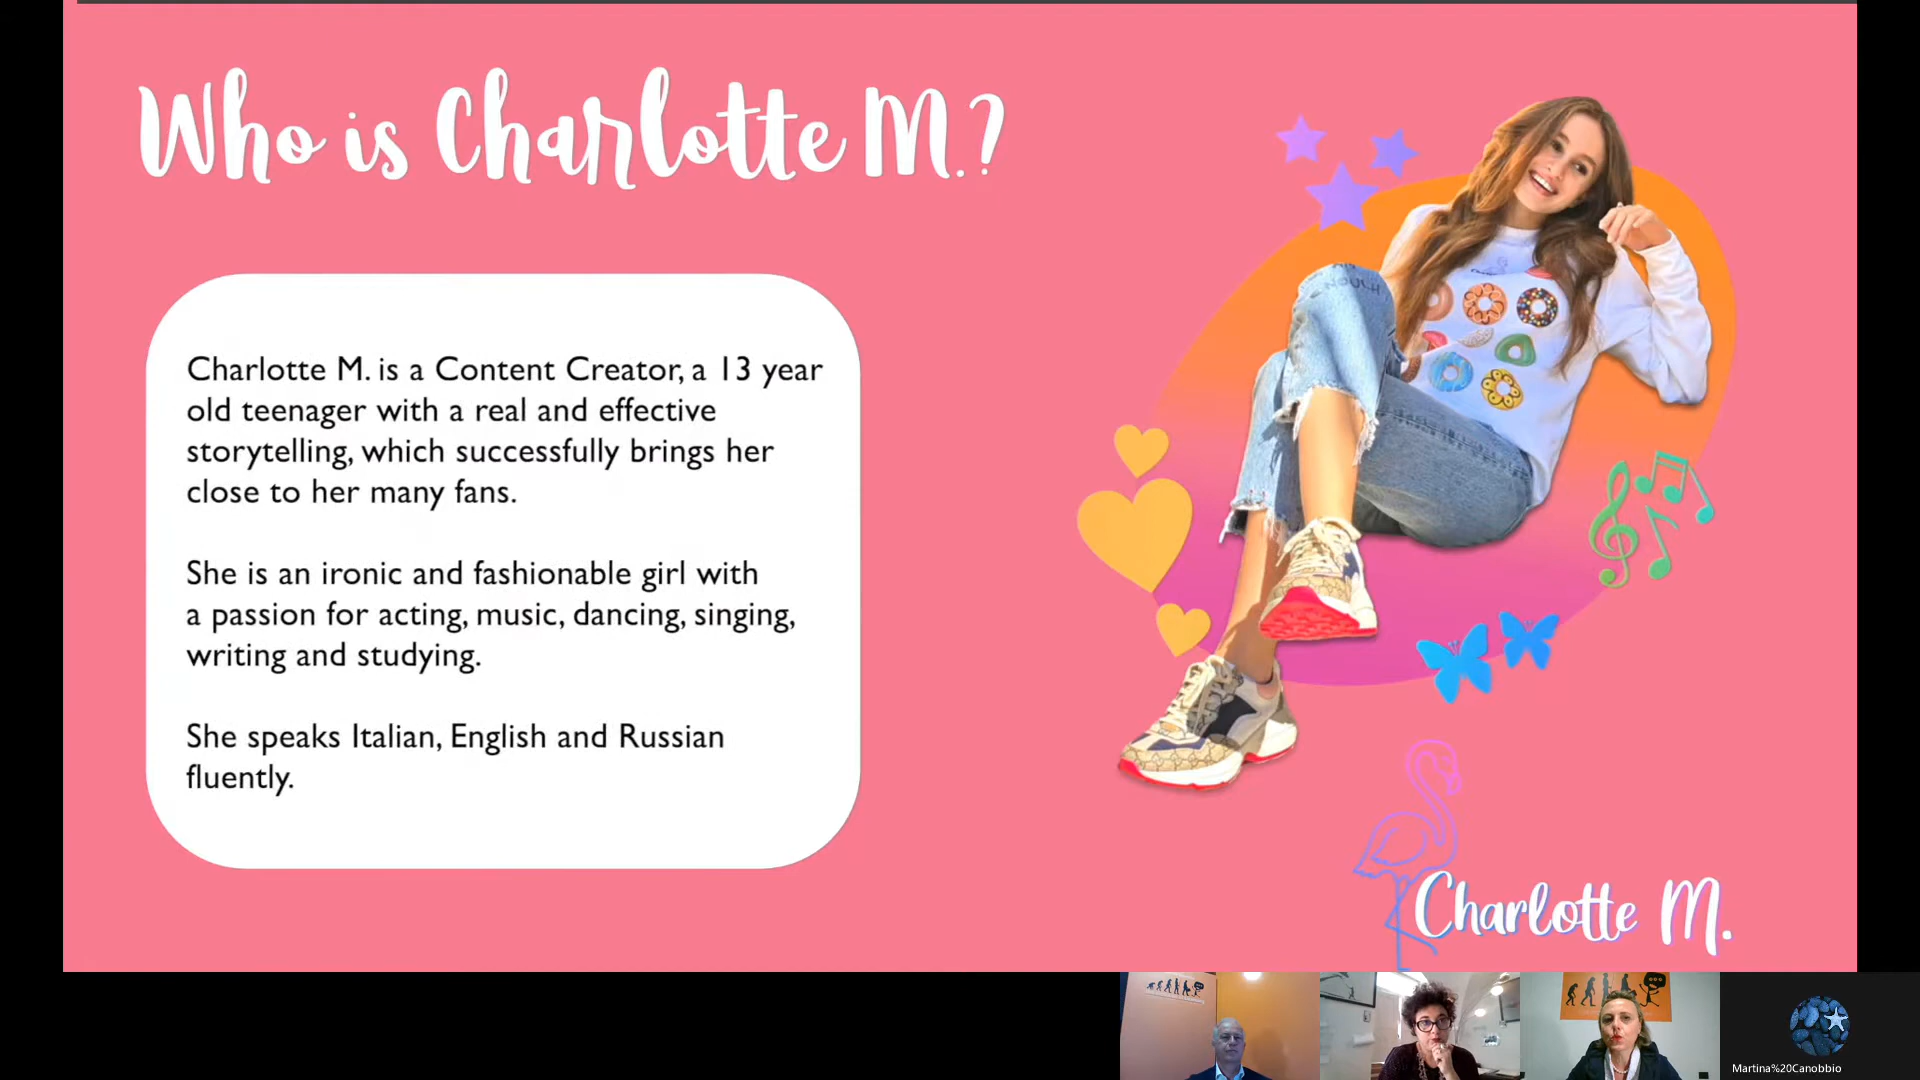 Who is Charlotte M.?
Charlotte M. is a Content Creator, a 13 year
old teenager with a real and effective
storytelling, which successfully brings her
close to her many fans.
She is an ironic and fashionable girl with
a passion for acting, music, dancing, singing,
writing and studying.
She speaks Italian, English and Russian
fluently.
Charlotte M.
Martina%20Canobbio